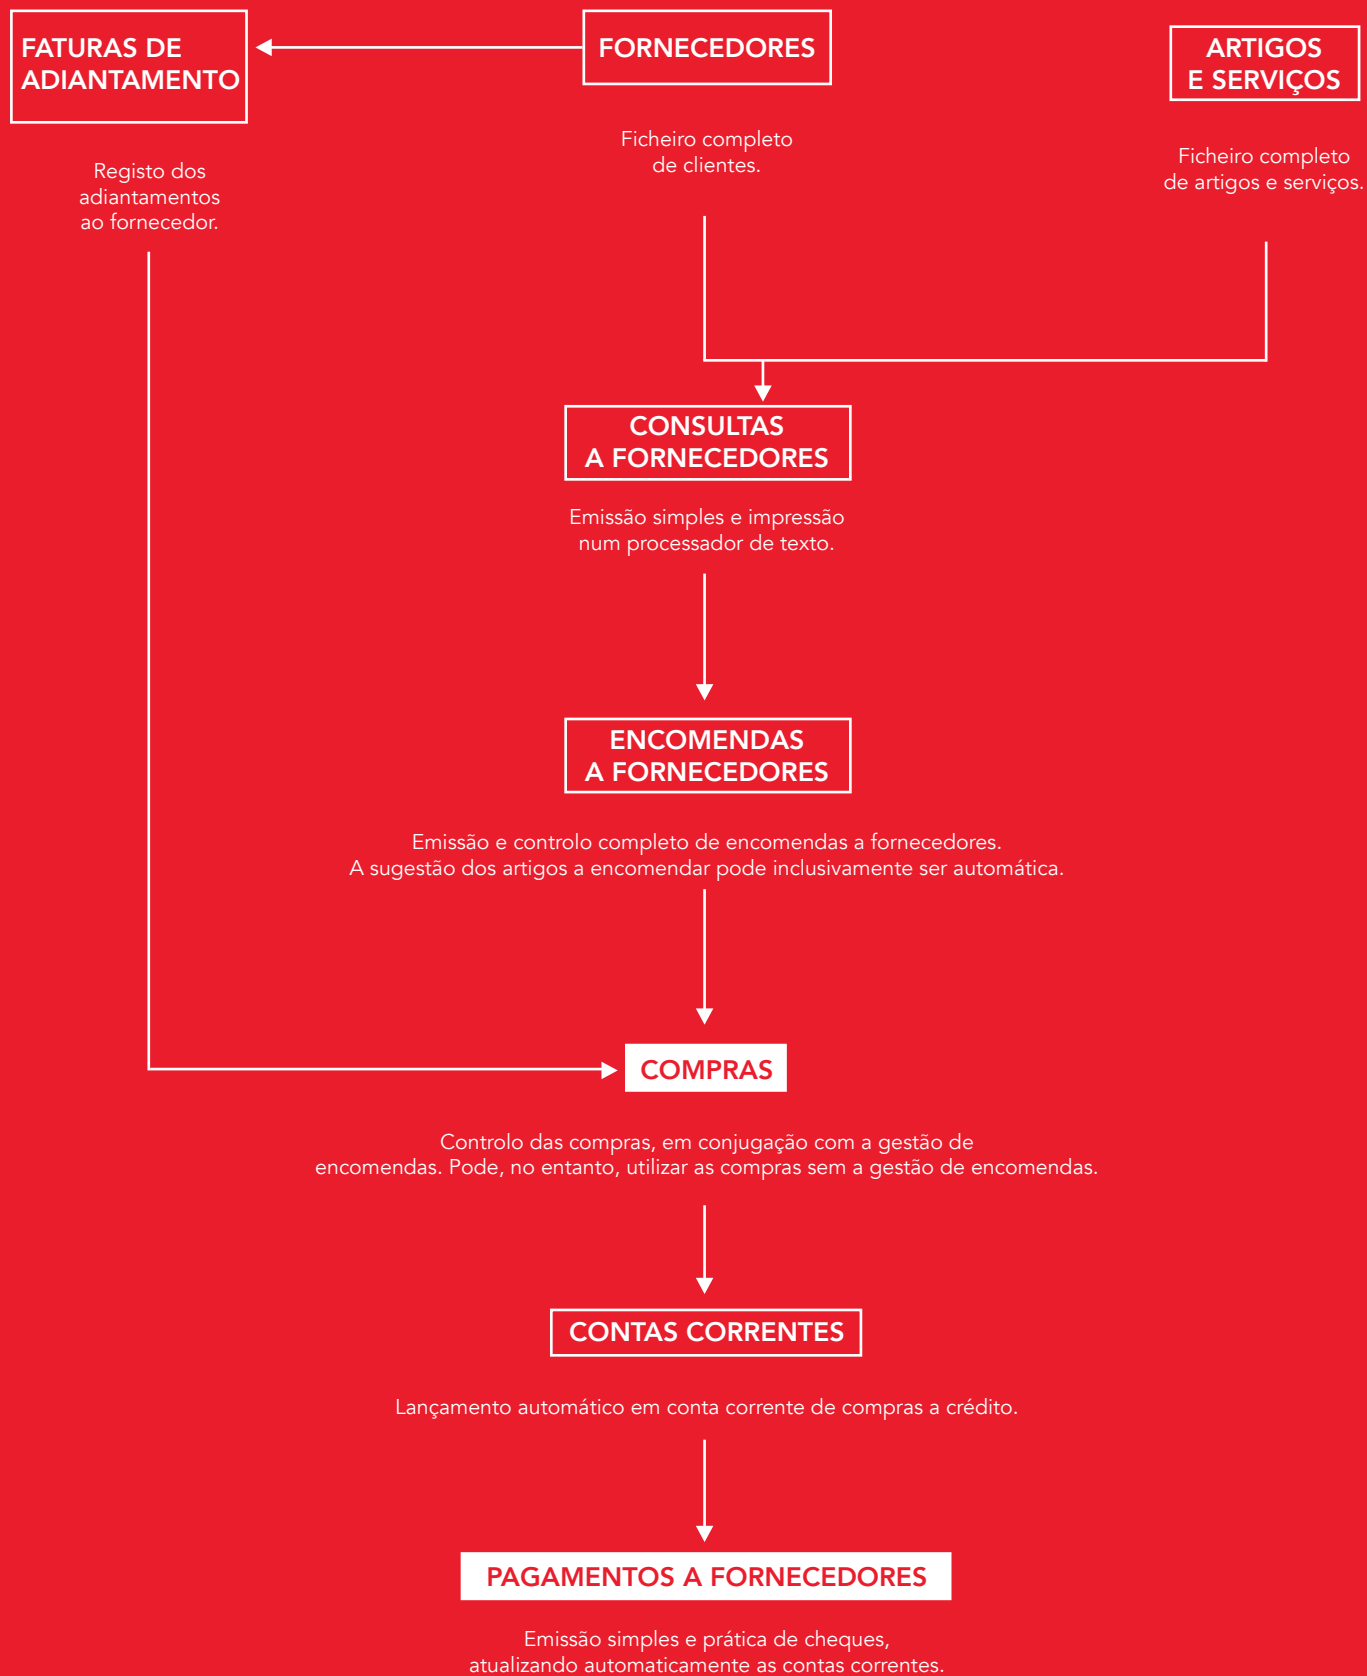 FATURAS DE
ADIANTAMENTO
Registo dos
adiantamentos
ao fornecedor.
FORNECEDORES
Ficheiro completo
de clientes.
ARTIGOS
E SERVIÇOS
Ficheiro completo
de artigos e serviços.
CONSULTAS
A FORNECEDORES
Emissão simples e impressão
num processador de texto.
ENCOMENDAS
A FORNECEDORES
Emissão e controlo completo de encomendas a fornecedores.
A sugestão dos artigos a encomendar pode inclusivamente ser automática.
COMPRAS
Controlo das compras, em conjugação com a gestão de
encomendas. Pode, no entanto, utilizar as compras sem a gestão de encomendas.
CONTAS CORRENTES
Lançamento automático em conta corrente de compras a crédito.
PAGAMENTOS A FORNECEDORES
Emissão simples e prática de cheques,
atualizando automaticamente as contas correntes.